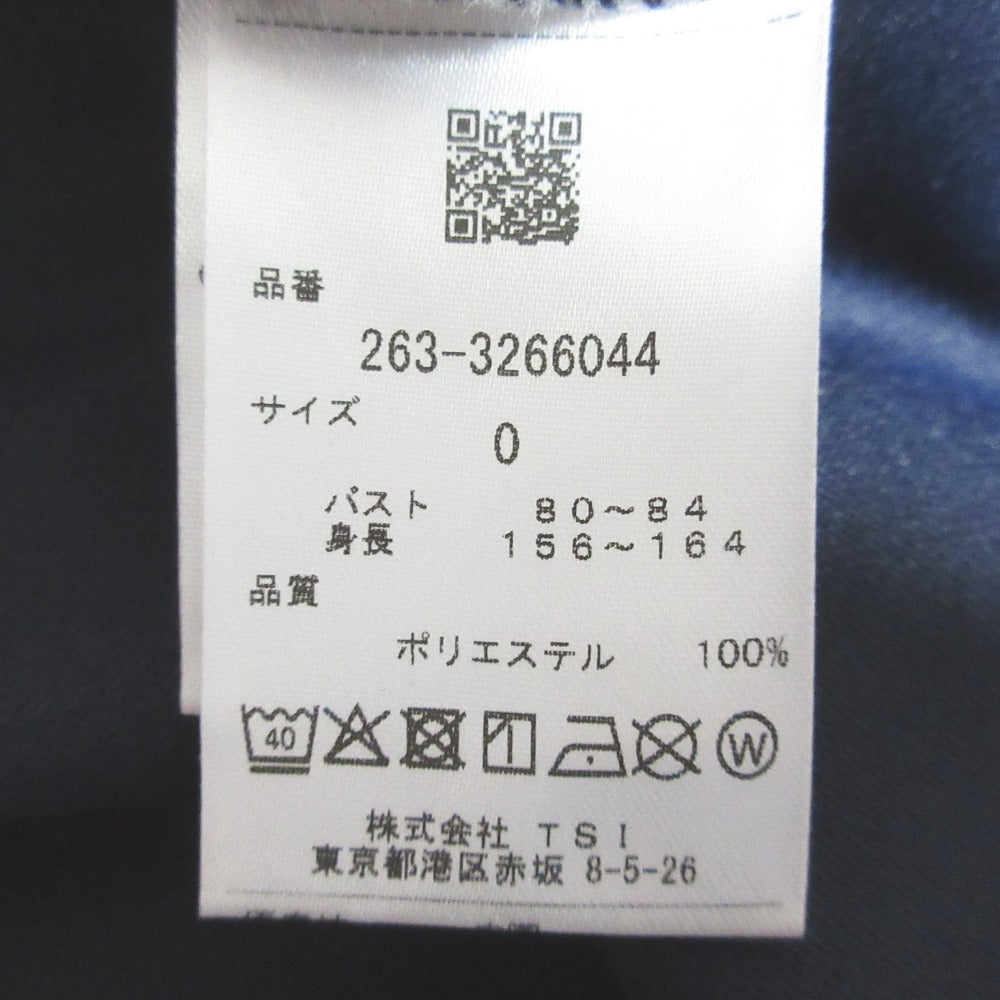 品番
263-3266044
サイズ
0
バスト 80～84
身長 156～164
品質
ポリエステル 100%
40 W
株式会社 TSI
東京都港区赤坂 8-5-26